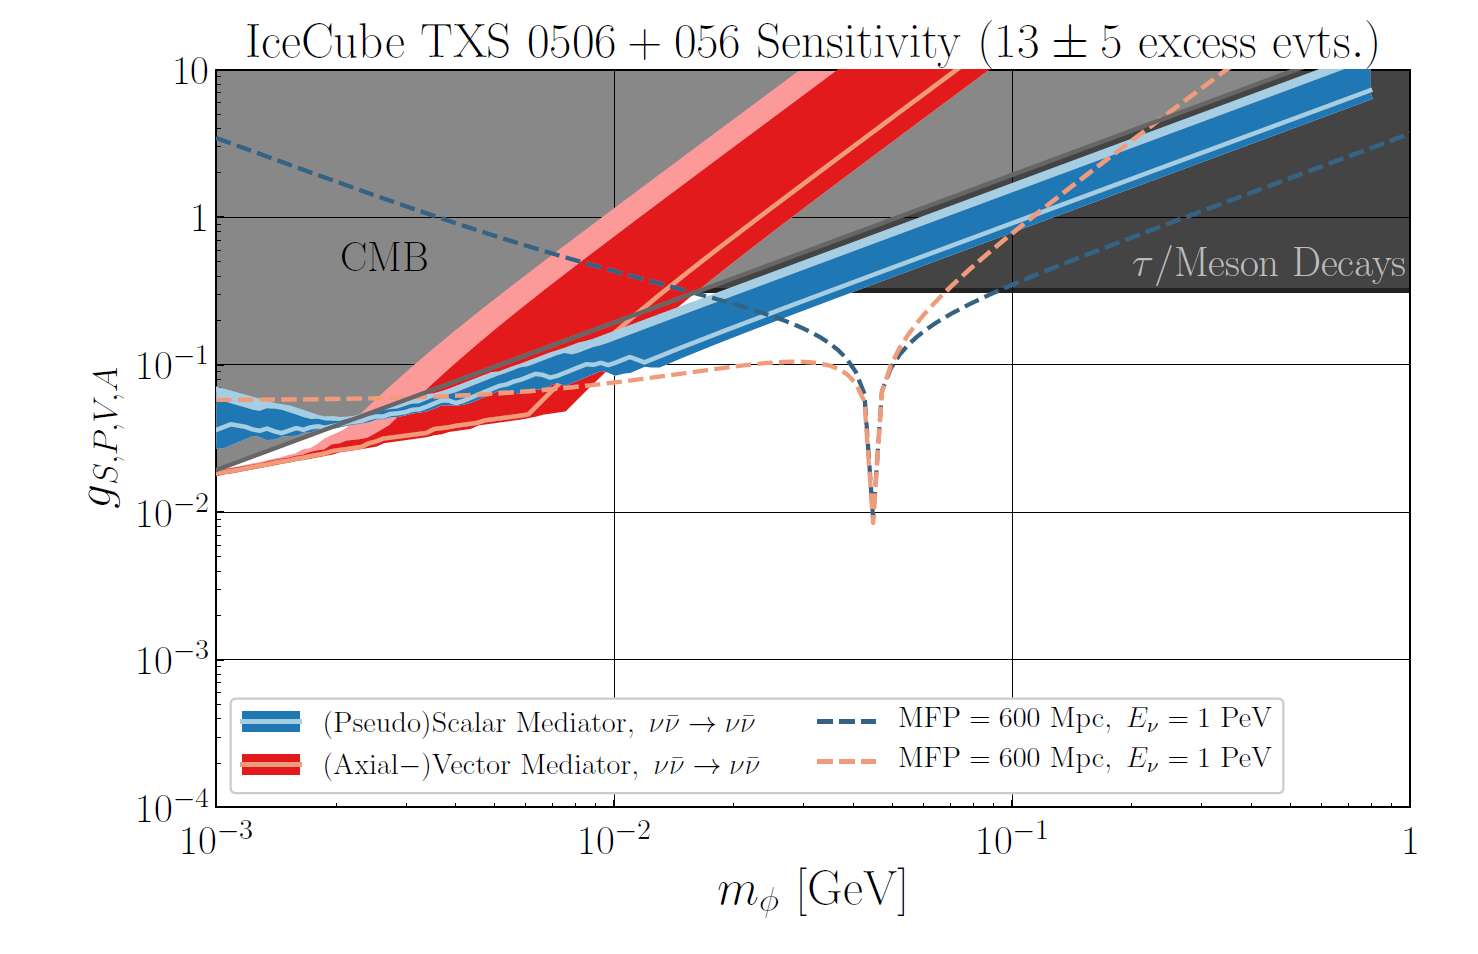 IceCube TXS 0506 + 056 Sensitivity (13 ± 5 excess evts.)
10
1
10⁻¹
10⁻²
10⁻³
10⁻⁴
g_{S,P,V,A}
CMB
τ/Meson Decays
(Pseudo)Scalar Mediator, νν̄ → νν̄
(Axial−)Vector Mediator, νν̄ → νν̄
MFP = 600 Mpc, E_ν = 1 PeV
MFP = 600 Mpc, E_ν = 1 PeV
10⁻³ 10⁻² 10⁻¹ 1
m_ϕ [GeV]